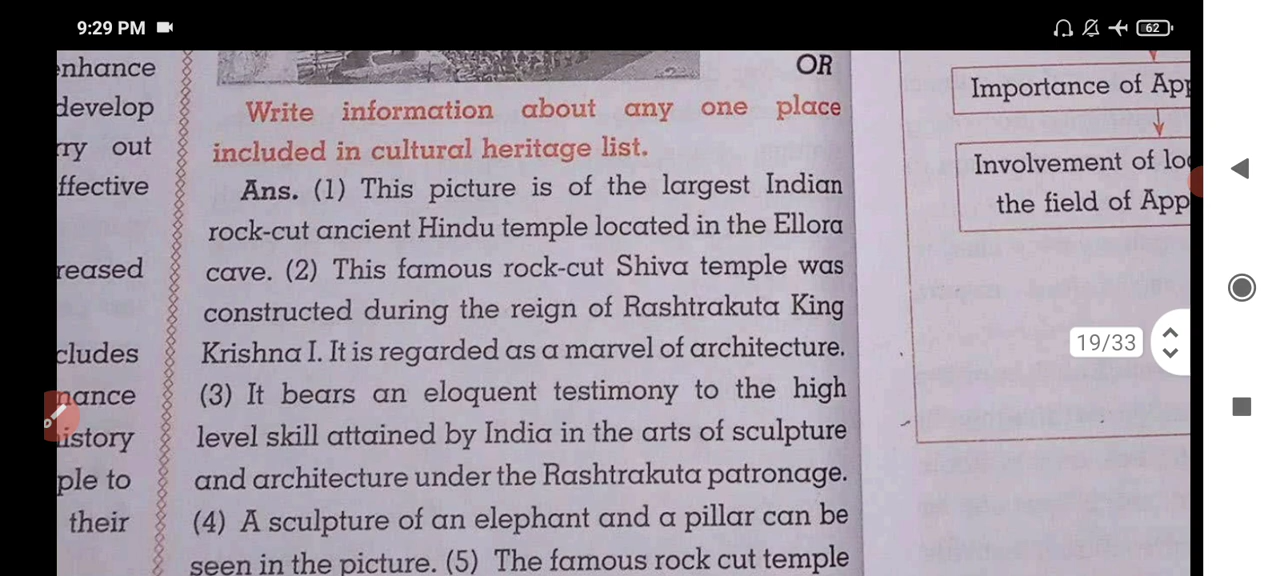 9:29 PM
62
enhance
develop
out
ffective
reased
cludes
nance
istory
ple to
their
OR
Write information about any one place
included in cultural heritage list.
Ans. (1) This picture is of the largest Indian
rock-cut ancient Hindu temple located in the Ellora
cave. (2) This famous rock-cut Shiva temple was
constructed during the reign of Rashtrakuta King
Krishna I. It is regarded as a marvel of architecture.
(3) It bears an eloquent testimony to the high
level skill attained by India in the arts of sculpture
and architecture under the Rashtrakuta patronage.
(4) A sculpture of an elephant and a pillar can be
seen in the picture. (5) The famous rock cut temple
Importance of App
Involvement of loc
the field of App
19/33